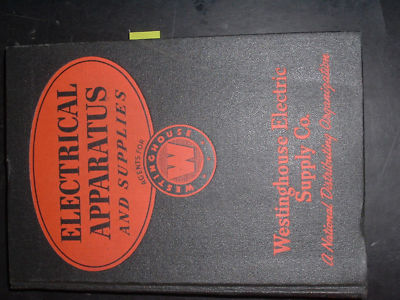 ELECTRICAL
APPARATUS
AND SUPPLIES
AGENTS FOR
WESTINGHOUSE
W
Westinghouse Electric
Supply Co.
A National Distributing Organization